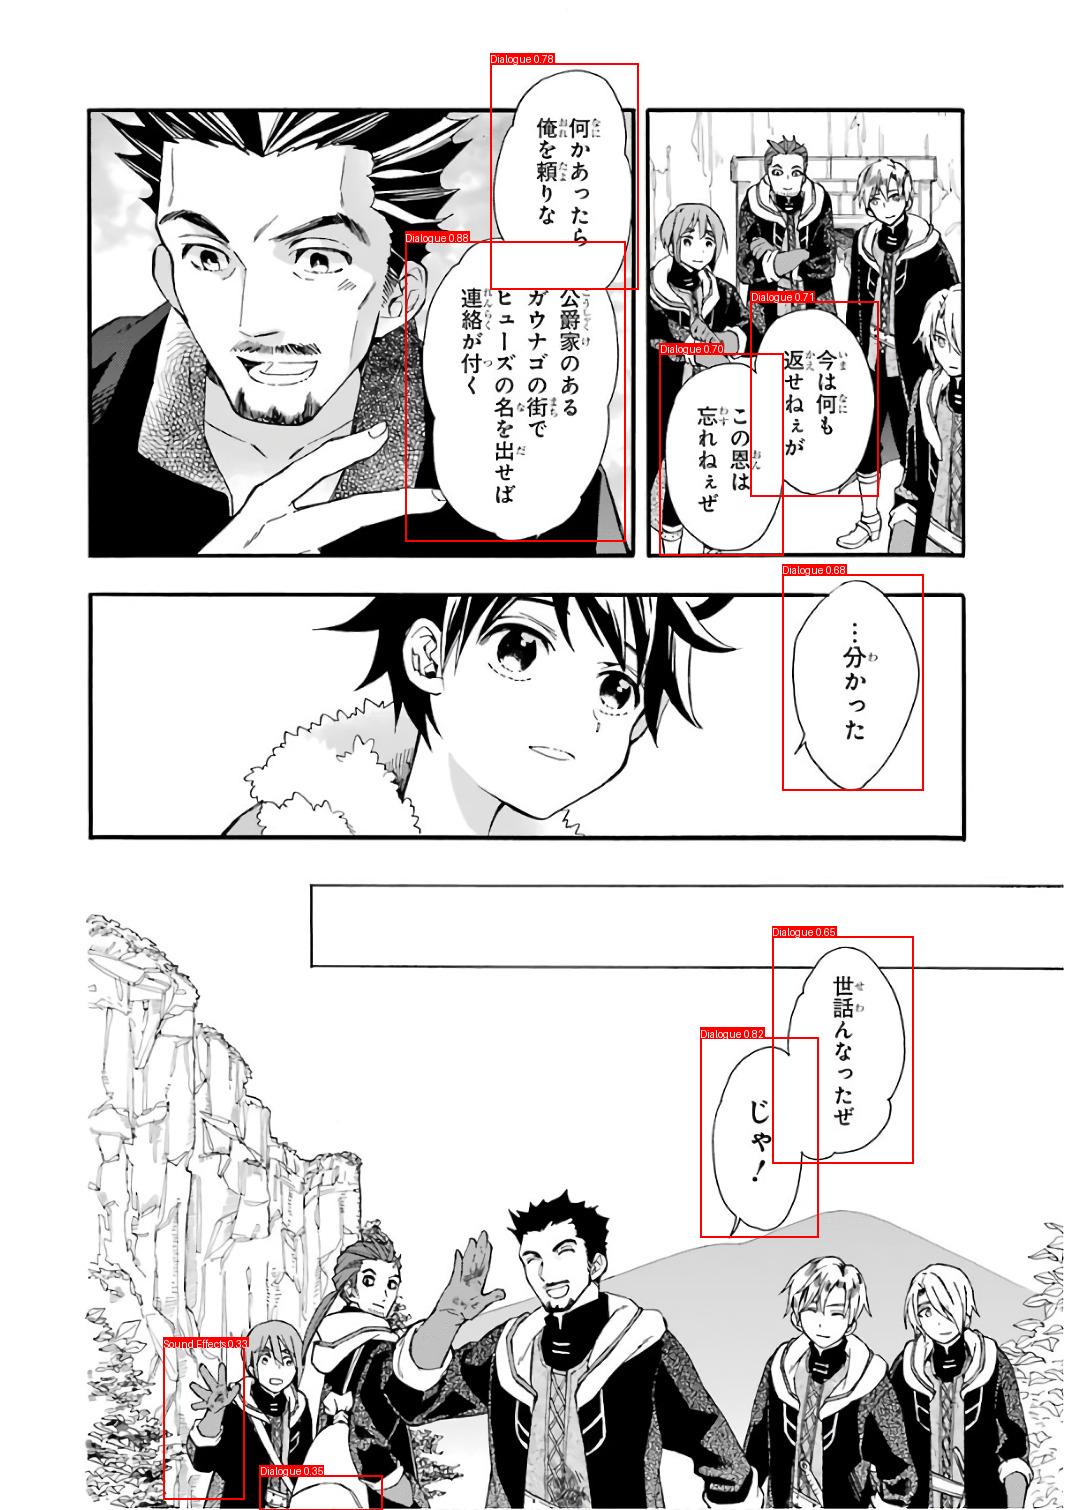 今は何も
返せねぇが
この恩は
忘れねぇぜ
何かあったら
俺を頼りな
公爵家のある
ガウナゴの街で
ヒューズの名を出せば
連絡が付く
…分かった
世話んなったぜ
じゃ！
Dialogue 0.78
Dialogue 0.88
Dialogue 0.71
Dialogue 0.70
Dialogue 0.68
Dialogue 0.65
Dialogue 0.82
Sound Effects 0.33
Dialogue 0.35